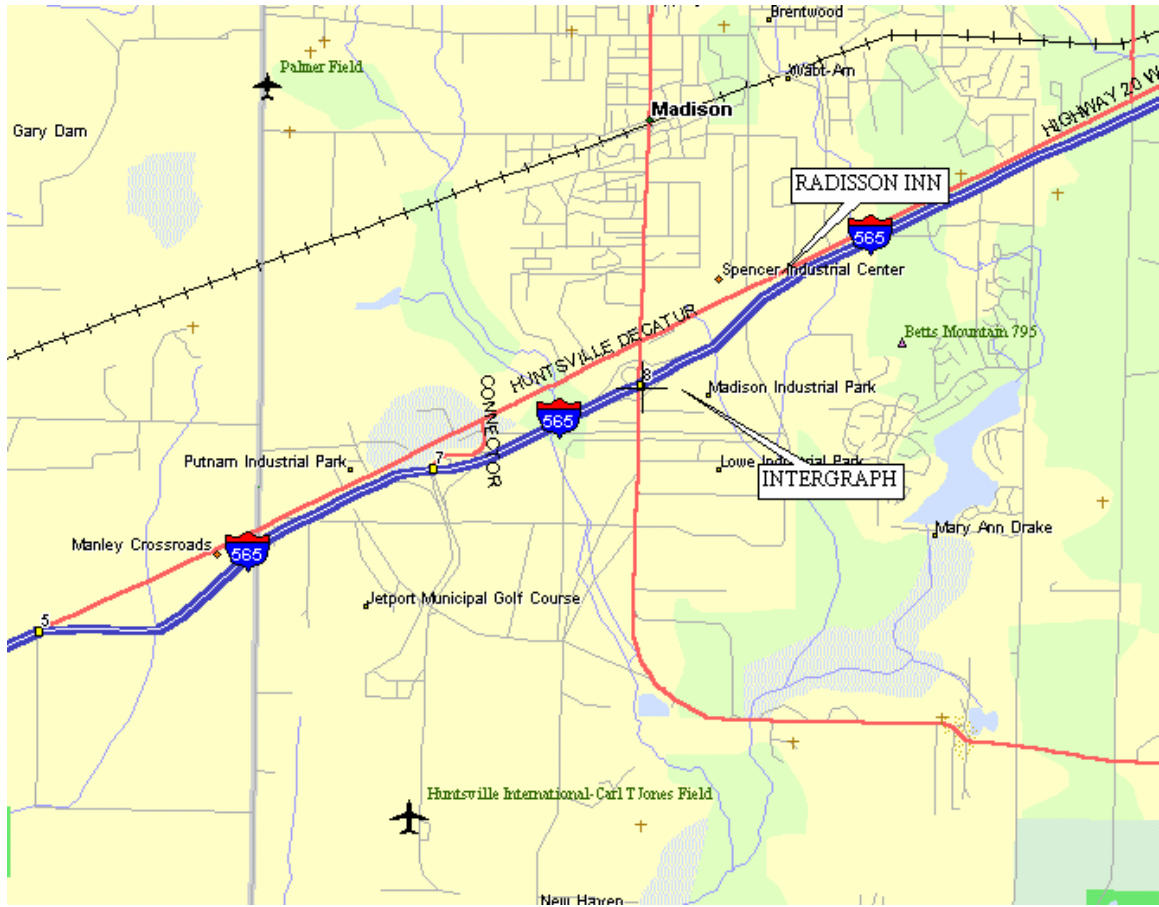 Brentwood
Palmer Field
Wabt-Am
Madison
HIGHWAY 20 W
Gary Dam
RADISSON INN
565
Spencer Industrial Center
Betts Mountain 795
HUNTSVILLE DECATUR
8
Madison Industrial Park
CONNECTOR
565
Putnam Industrial Park
7
Lowe Industrial Park
INTERGRAPH
Mary Ann Drake
Manley Crossroads
565
Jetport Municipal Golf Course
5
Huntsville International-Carl T Jones Field
New Haven